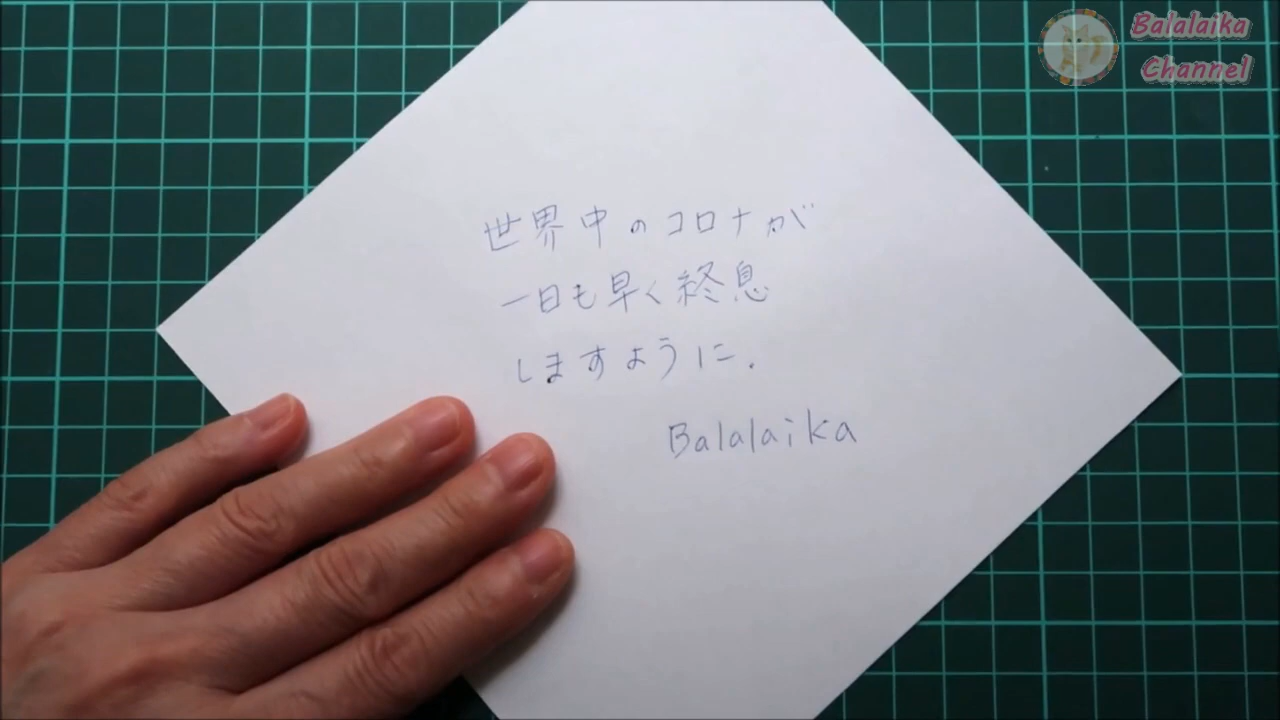 Balalaika
Channel
世界中のコロナが
一日も早く終息
しますように.
Balalaika